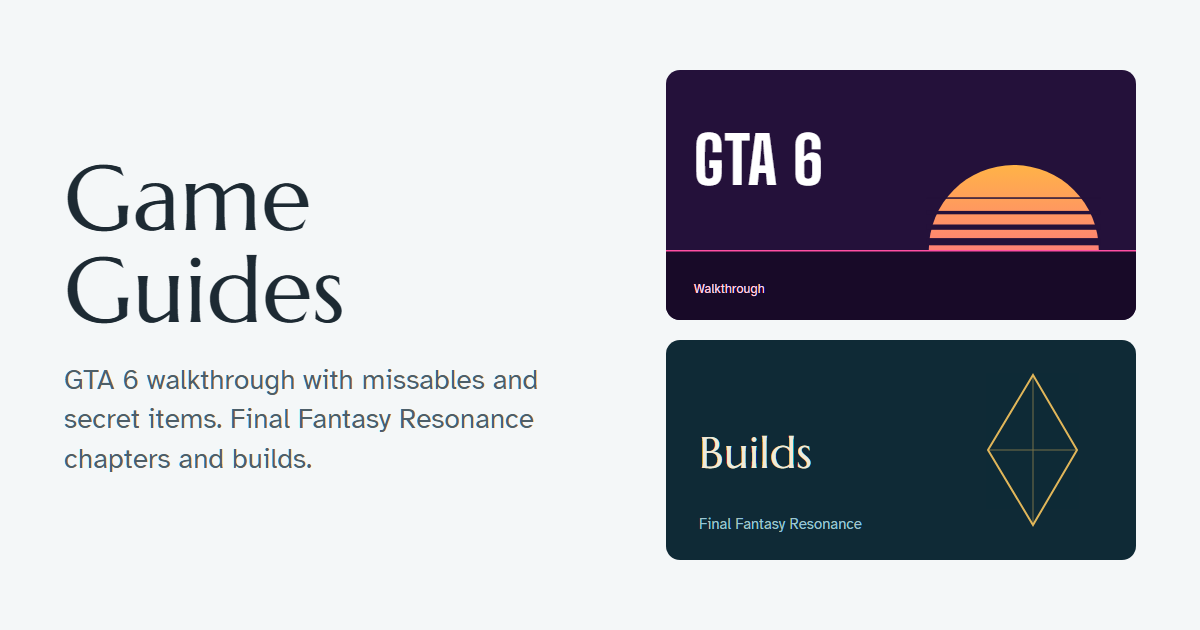 Game
Guides
GTA 6 walkthrough with missables and
secret items. Final Fantasy Resonance
chapters and builds.
GTA 6
Walkthrough
Builds
Final Fantasy Resonance